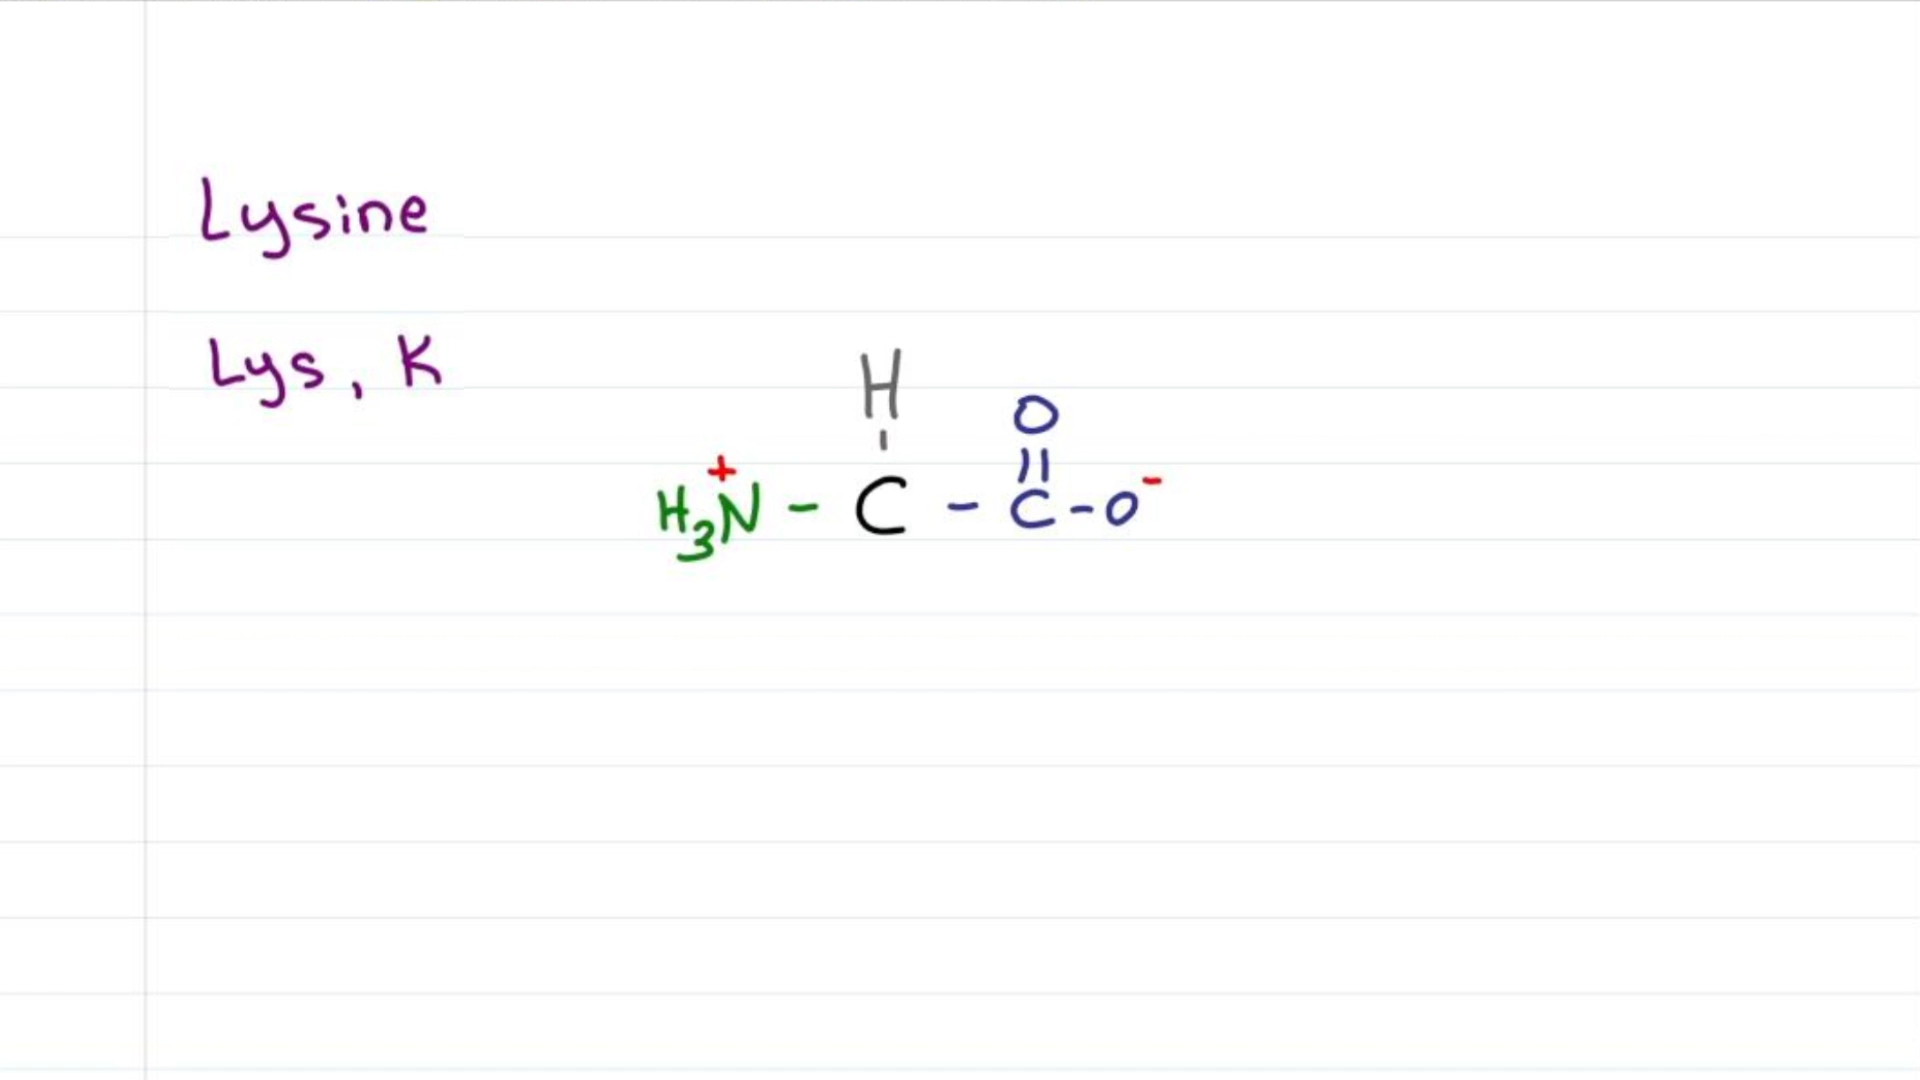 Lysine
Lys, K
H
O
+ -
H₃N - C - C - O